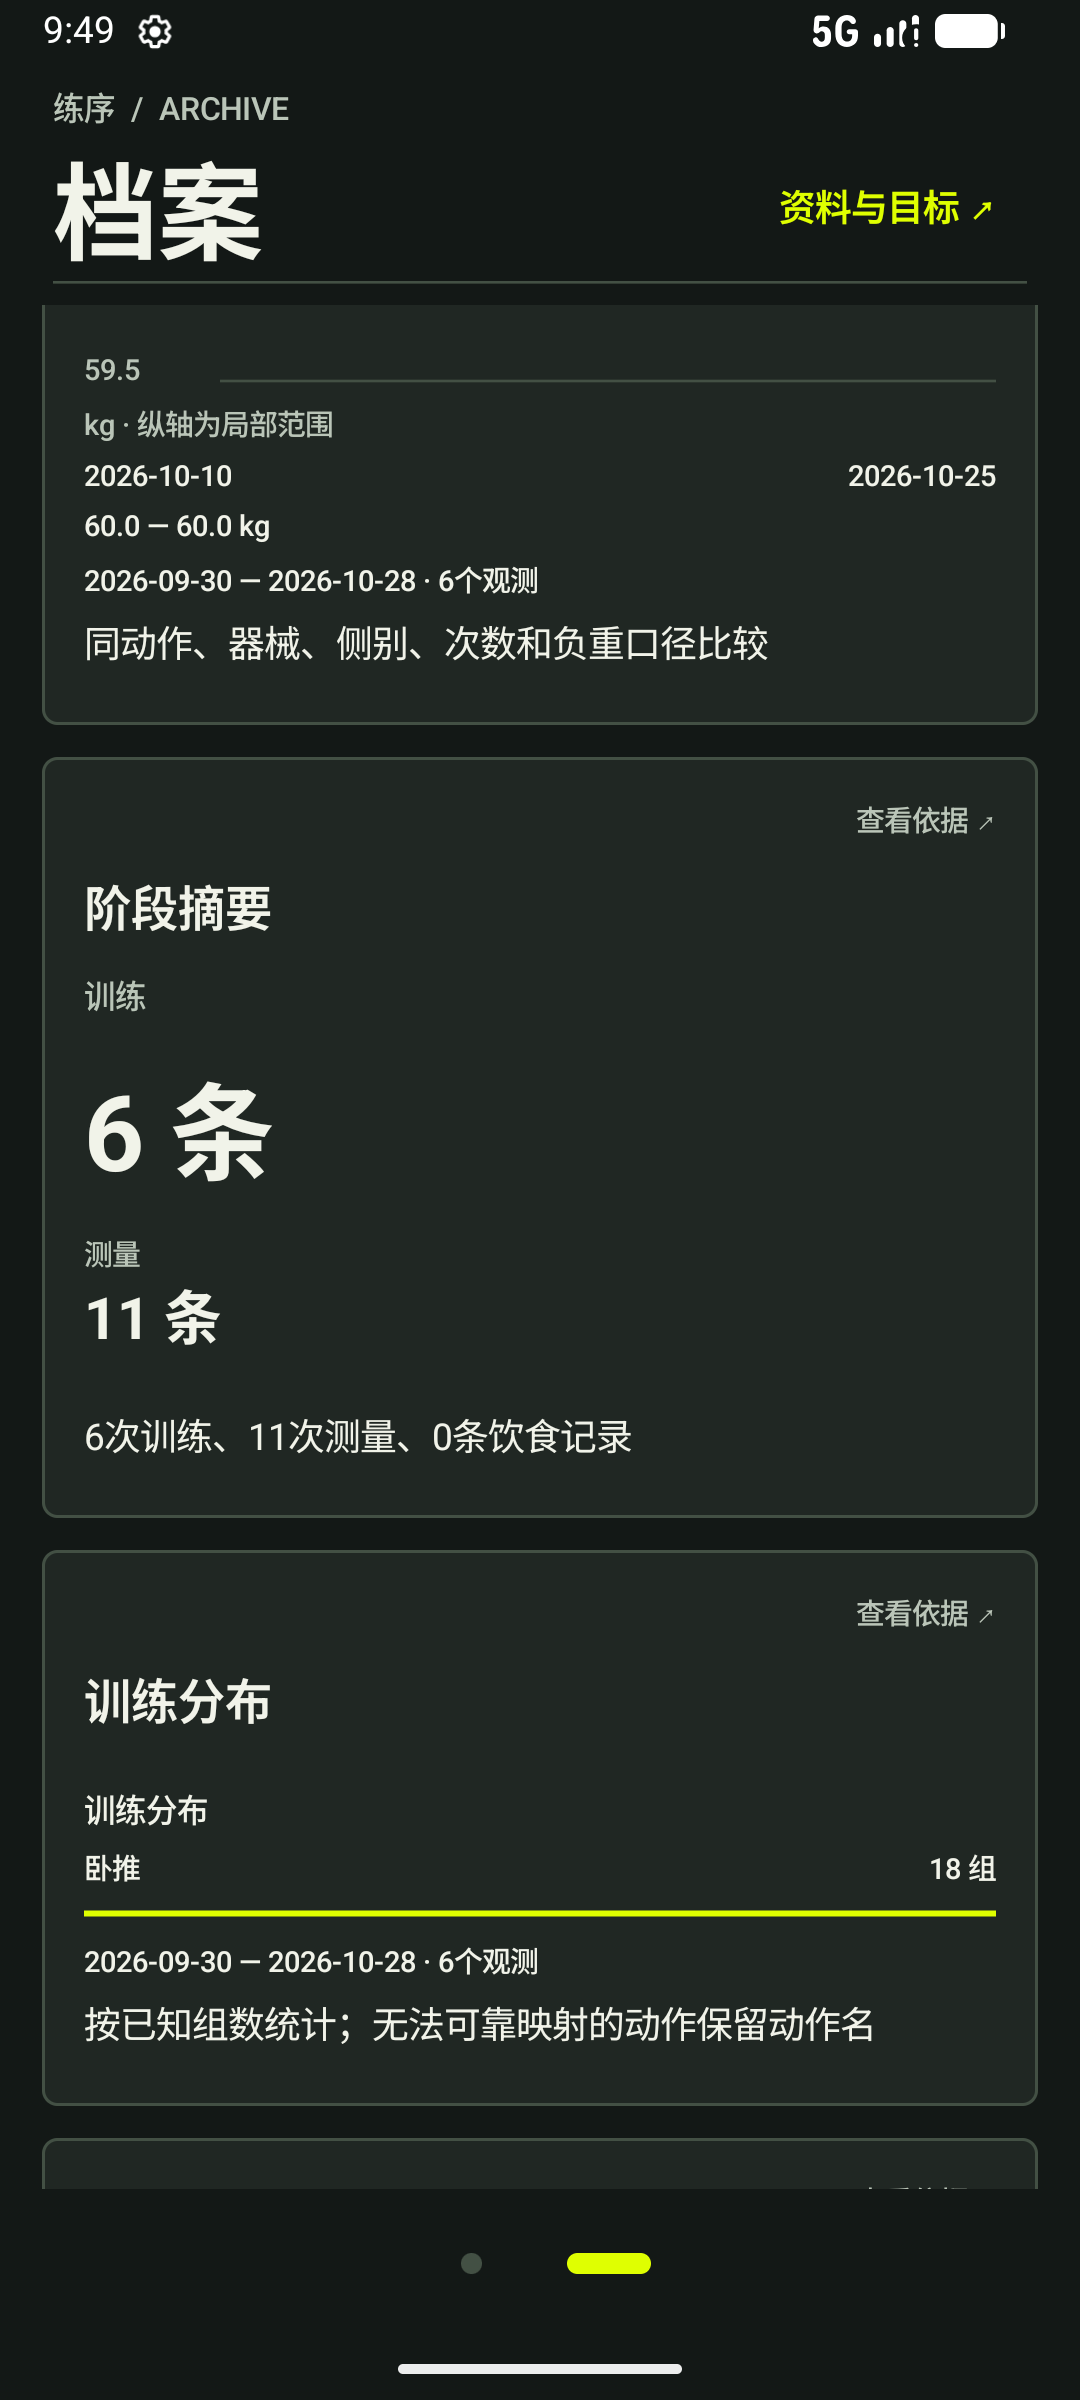 9:49
5G
练序 / ARCHIVE
档案
资料与目标 ↗
59.5
kg · 纵轴为局部范围
2026-10-10 2026-10-25
60.0 — 60.0 kg
2026-09-30 — 2026-10-28 · 6个观测
同动作、器械、侧别、次数和负重口径比较
查看依据 ↗
阶段摘要
训练
6 条
测量
11 条
6次训练、11次测量、0条饮食记录
查看依据 ↗
训练分布
训练分布
卧推 18 组
2026-09-30 — 2026-10-28 · 6个观测
按已知组数统计；无法可靠映射的动作保留动作名